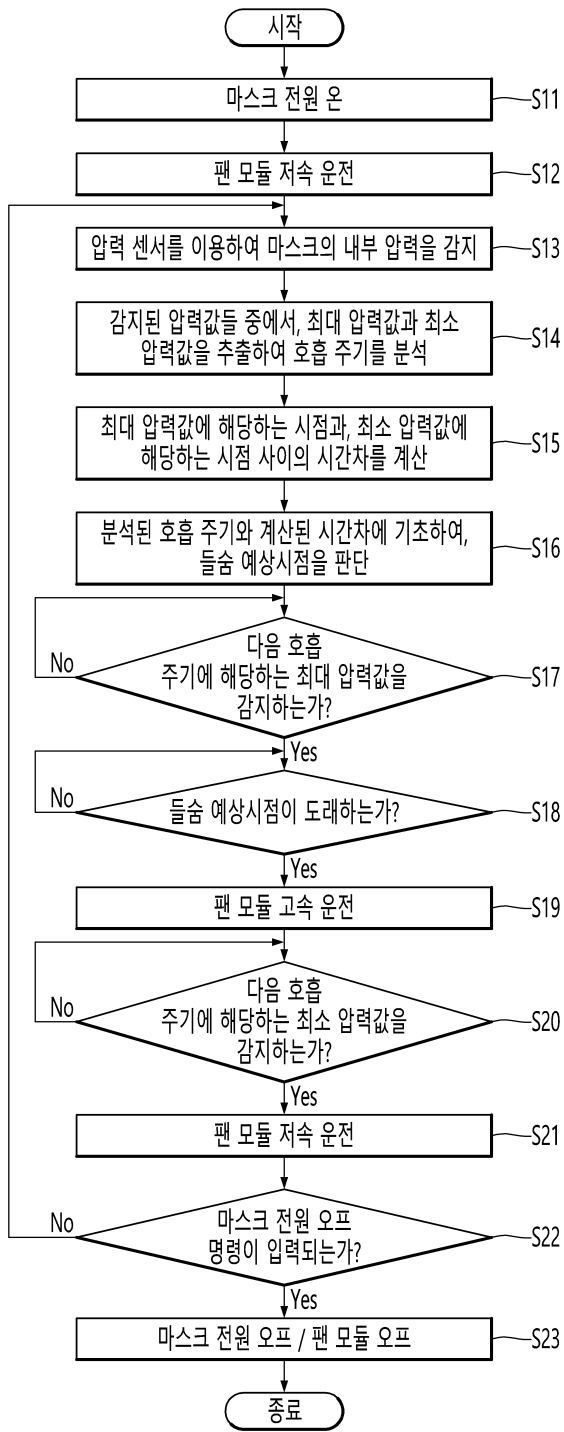 시작
마스크 전원 온
S11
팬 모듈 저속 운전
S12
압력 센서를 이용하여 마스크의 내부 압력을 감지
S13
감지된 압력값들 중에서, 최대 압력값과 최소
압력값을 추출하여 호흡 주기를 분석
S14
최대 압력값에 해당하는 시점과, 최소 압력값에
해당하는 시점 사이의 시간차를 계산
S15
분석된 호흡 주기와 계산된 시간차에 기초하여,
들숨 예상시점을 판단
S16
다음 호흡
주기에 해당하는 최대 압력값을
감지하는가?
S17
No
Yes
들숨 예상시점이 도래하는가?
S18
No
Yes
팬 모듈 고속 운전
S19
다음 호흡
주기에 해당하는 최소 압력값을
감지하는가?
S20
No
Yes
팬 모듈 저속 운전
S21
마스크 전원 오프
명령이 입력되는가?
S22
No
Yes
마스크 전원 오프 / 팬 모듈 오프
S23
종료